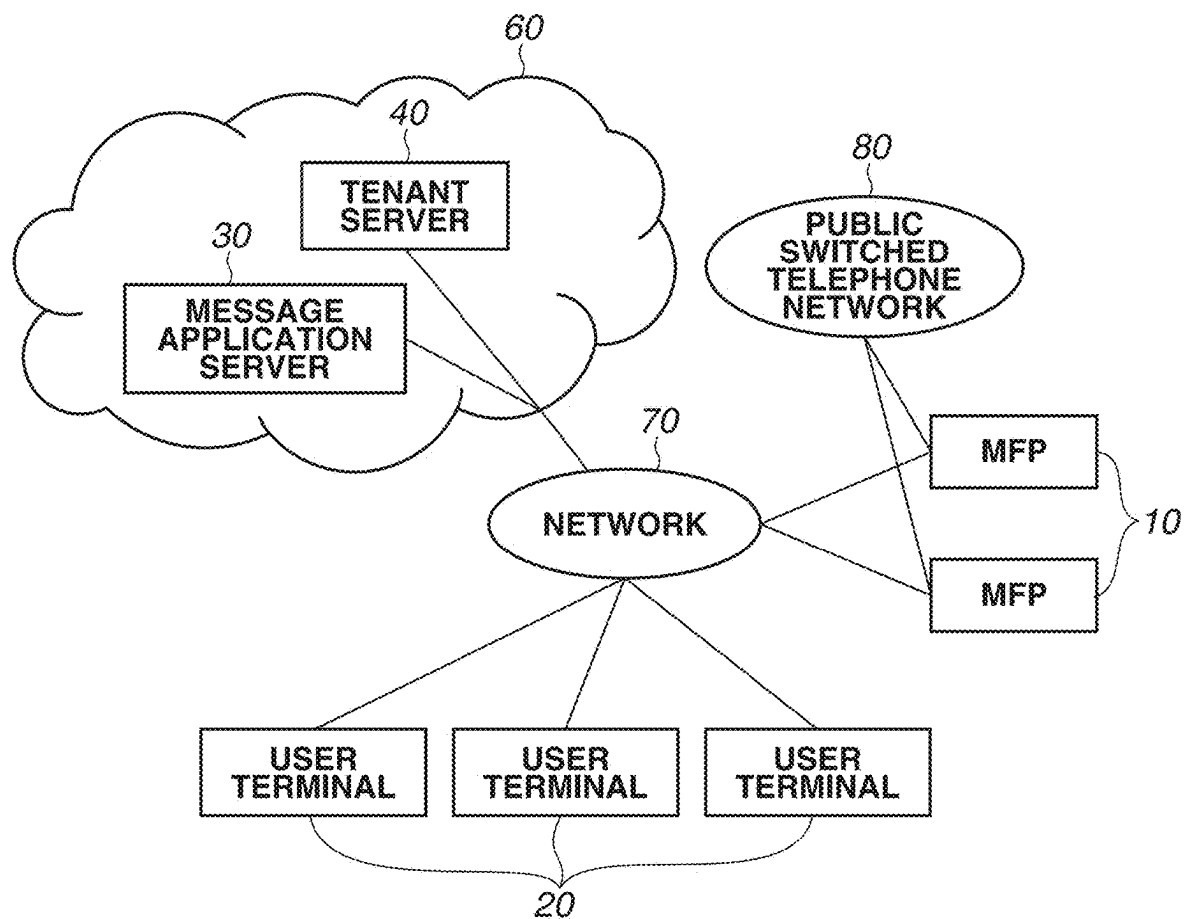 60
40
TENANT
SERVER
30
MESSAGE
APPLICATION
SERVER
80
PUBLIC
SWITCHED
TELEPHONE
NETWORK
70
NETWORK
MFP
MFP
10
USER
TERMINAL
USER
TERMINAL
USER
TERMINAL
20